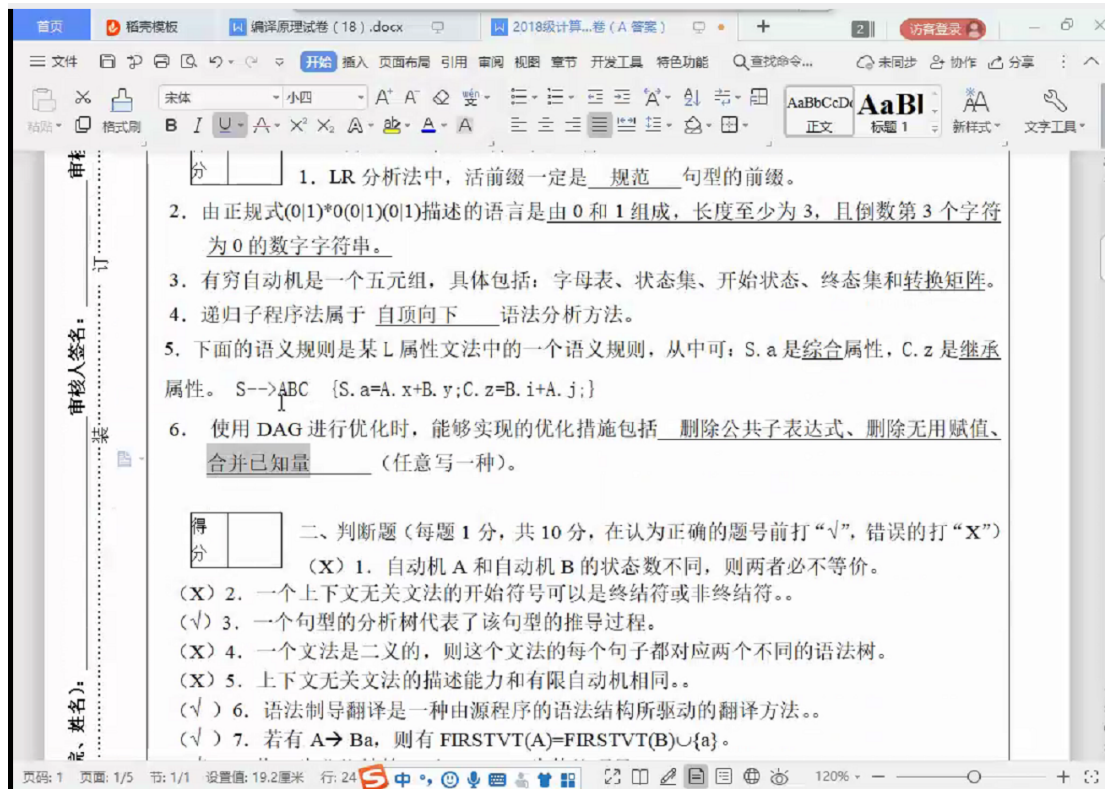 首页 稻壳模板 编译原理试卷(18).docx 2018级计算...卷(A答案) + 2 访客登录
三 文件 开始 插入 页面布局 引用 审阅 视图 章节 开发工具 特色功能 查找命令... 未同步 协作 分享
粘贴 格式刷 宋体 小四 B I U A X² X₂ A ab A A AaBbCcDd 正文 AaBl 标题 1 新样式 文字工具
分
1. LR 分析法中,活前缀一定是 规范 句型的前缀。
2. 由正规式(0|1)*0(0|1)(0|1)描述的语言是由 0 和 1 组成,长度至少为 3,且倒数第 3 个字符
为 0 的数字字符串。
3. 有穷自动机是一个五元组,具体包括:字母表、状态集、开始状态、终态集和转换矩阵。
4. 递归子程序法属于 自顶向下 语法分析方法。
5. 下面的语义规则是某 L 属性文法中的一个语义规则,从中可:S.a 是综合属性,C.z 是继承
属性。 S-->ABC {S.a=A.x+B.y;C.z=B.i+A.j;}
6. 使用 DAG 进行优化时,能够实现的优化措施包括 删除公共子表达式、删除无用赋值、
合并已知量 (任意写一种)。
得
分
二、判断题(每题 1 分,共 10 分,在认为正确的题号前打“√”,错误的打“X”)
(X)1. 自动机 A 和自动机 B 的状态数不同,则两者必不等价。
(X)2. 一个上下文无关文法的开始符号可以是终结符或非终结符。。
(√)3. 一个句型的分析树代表了该句型的推导过程。
(X)4. 一个文法是二义的,则这个文法的每个句子都对应两个不同的语法树。
(X)5. 上下文无关文法的描述能力和有限自动机相同。。
(√ )6. 语法制导翻译是一种由源程序的语法结构所驱动的翻译方法。。
(√ )7. 若有 A→ Ba,则有 FIRSTVT(A)=FIRSTVT(B)∪{a}。
审核人签名:
订
装
姓名):
页码: 1 页面: 1/5 节: 1/1 设置值: 19.2厘米 行: 24 中 120%